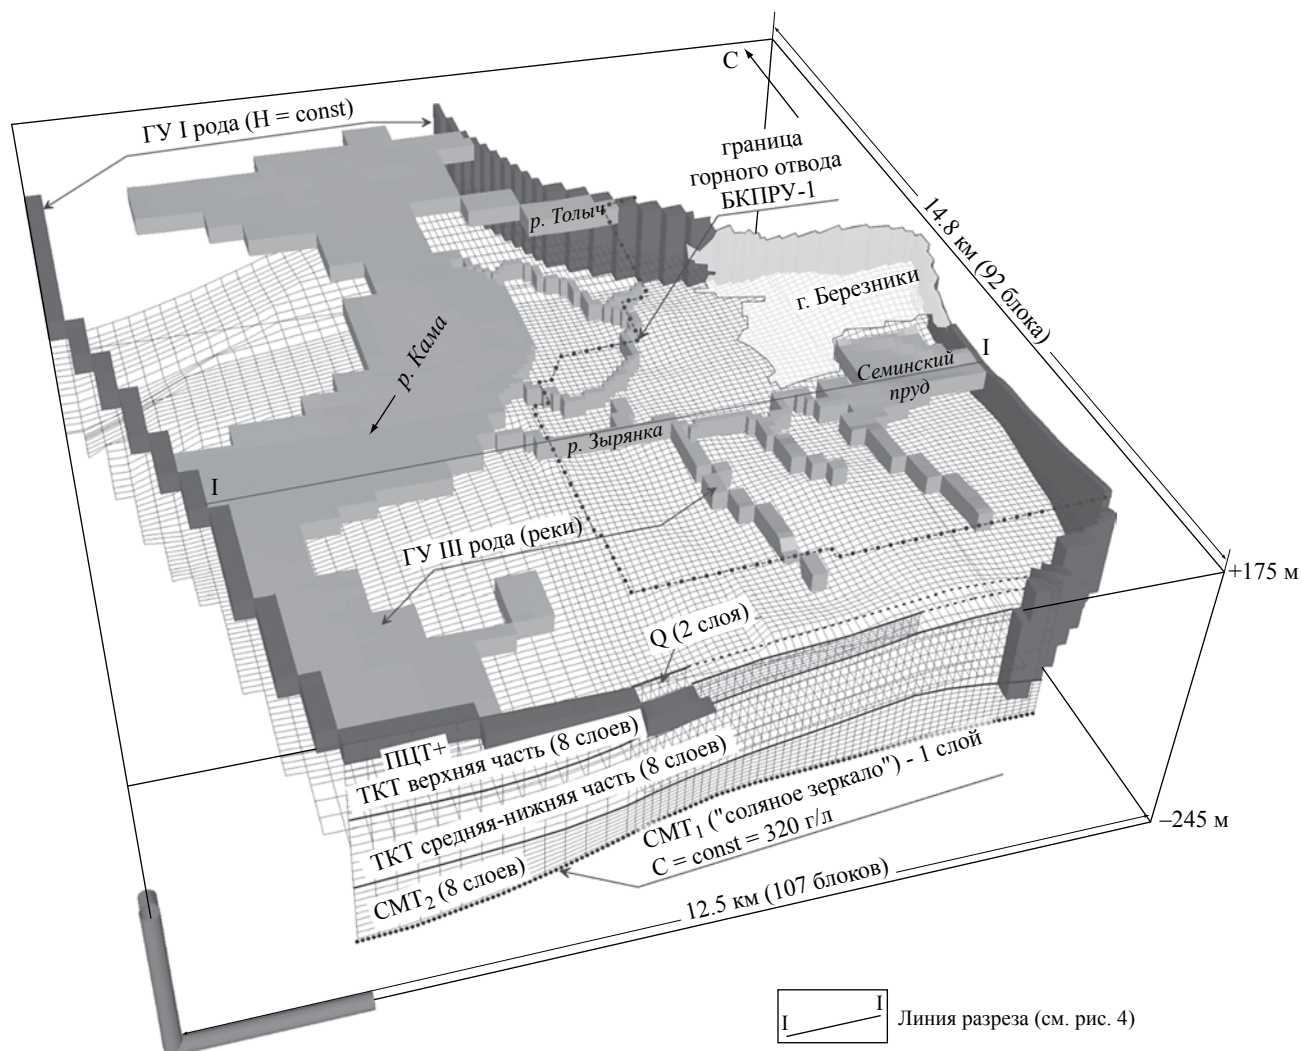 С
ГУ I рода (H = const)
граница
горного отвода
БКПРУ-1
14.8 км (92 блока)
р. Толыч
г. Березники
р. Кама
I
Семинский
пруд
р. Зырянка
I
ГУ III рода (реки)
+175 м
Q (2 слоя)
ПЦТ+
ТКТ верхняя часть (8 слоев)
ТКТ средняя-нижняя часть (8 слоев)
СМТ1 ("соляное зеркало") - 1 слой
C = const = 320 г/л
–245 м
СМТ2 (8 слоев)
12.5 км (107 блоков)
I
I
Линия разреза (см. рис. 4)